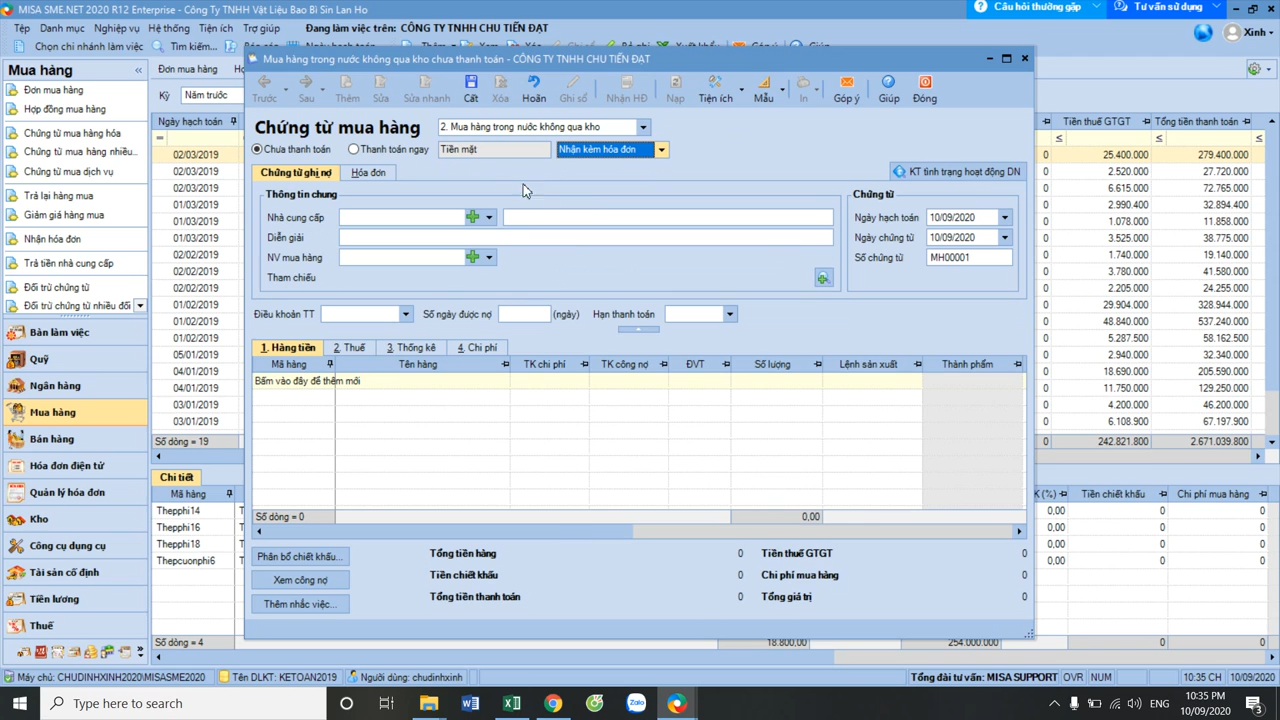 MISA SME.NET 2020 R12 Enterprise - Công ty TNHH Vật Liệu Bao Bì Sin Lan Ho
Câu hỏi thường gặp
Tư vấn sử dụng
Tệp Danh mục Nghiệp vụ Hệ thống Tiện ích Trợ giúp
Đang làm việc trên: CÔNG TY TNHH CHU TIẾN ĐẠT
Xinh
Chọn chi nhánh làm việc Tìm kiếm...
Mua hàng «
Đơn mua hàng
Kỳ Năm trước
Đơn mua hàng
Hợp đồng mua hàng
Chứng từ mua hàng hóa
Chứng từ mua hàng nhiều...
Chứng từ mua dịch vụ
Trả lại hàng mua
Giảm giá hàng mua
Nhận hóa đơn
Trả tiền nhà cung cấp
Đối trừ chứng từ
Đối trừ chứng từ nhiều đối
Bàn làm việc
Quỹ
Ngân hàng
Mua hàng
Bán hàng
Hóa đơn điện tử
Quản lý hóa đơn
Kho
Công cụ dụng cụ
Tài sản cố định
Tiền lương
Thuế
Ngày hạch toán
=
02/03/2019
02/03/2019
02/03/2019
01/03/2019
01/03/2019
01/03/2019
02/02/2019
02/02/2019
02/02/2019
01/02/2019
01/02/2019
01/02/2019
05/01/2019
04/01/2019
04/01/2019
03/01/2019
03/01/2019
Số dòng = 19
Chi tiết
Mã hàng
Thepphi14
Thepphi16
Thepphi18
Thepcuonphi6
Số dòng = 4
Mua hàng trong nước không qua kho chưa thanh toán - CÔNG TY TNHH CHU TIẾN ĐẠT
Trước Sau Thêm Sửa Sửa nhanh Cất Xóa Hoãn Ghi sổ Nhận HĐ Nạp Tiện ích Mẫu In Góp ý Giúp Đóng
Chứng từ mua hàng
2. Mua hàng trong nước không qua kho
Chưa thanh toán Thanh toán ngay Tiền mặt Nhận kèm hóa đơn
Chứng từ ghi nợ Hóa đơn
KT tình trạng hoạt động DN
Thông tin chung
Nhà cung cấp
Diễn giải
NV mua hàng
Tham chiếu
Chứng từ
Ngày hạch toán 10/09/2020
Ngày chứng từ 10/09/2020
Số chứng từ MH00001
Điều khoản TT Số ngày được nợ (ngày) Hạn thanh toán
1. Hàng tiền 2. Thuế 3. Thống kê 4. Chi phí
Mã hàng Tên hàng TK chi phí TK công nợ ĐVT Số lượng Lệnh sản xuất Thành phẩm
Bấm vào đây để thêm mới
Số dòng = 0 0,00
Phân bổ chiết khấu...
Xem công nợ
Thêm nhắc việc...
Tổng tiền hàng 0 Tiền thuế GTGT 0
Tiền chiết khấu 0 Chi phí mua hàng 0
Tổng tiền thanh toán 0 Tổng giá trị 0
Tiền thuế GTGT Tổng tiền thanh toán
≤ ≤ ≤
0 25.400.000 279.400.000
0 2.520.000 27.720.000
0 6.615.000 72.765.000
0 2.990.400 32.894.400
0 1.078.000 11.858.000
0 3.525.000 38.775.000
0 1.740.000 19.140.000
0 3.780.000 41.580.000
0 2.205.000 24.255.000
0 29.904.000 328.944.000
0 48.840.000 537.240.000
0 5.287.500 58.162.500
0 18.690.000 205.590.000
0 11.750.000 129.250.000
0 4.200.000 46.200.000
0 6.108.900 67.197.900
0 242.821.800 2.671.039.800
K (%) Tiền chiết khấu Chi phí mua hàng
0,00 0 0
0,00 0 0
0,00 0 0
0,00 0 0
18.800,00 254.000.000 0 0
Máy chủ: CHUDINHXINH2020\MISASME2020 Tên DLKT: KETOAN2019 Người dùng: chudinhxinh
Tổng đài tư vấn: MISA SUPPORT OVR NUM 10:35 CH 10/09/2020
Type here to search
Zalo
ENG
10:35 PM
10/09/2020
3